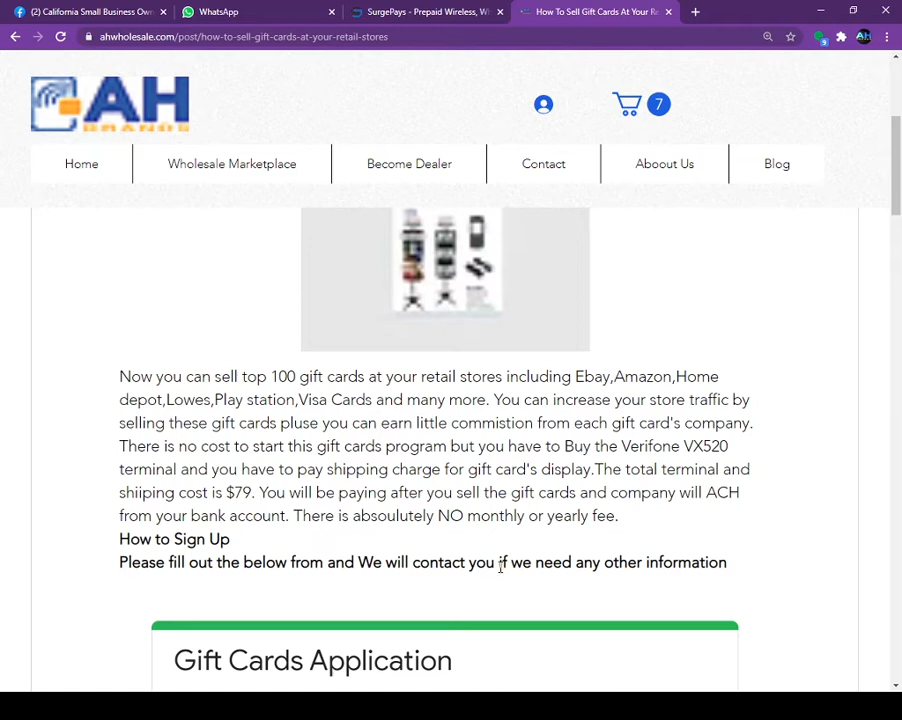 (2) California Small Business Own
WhatsApp
SurgePays - Prepaid Wireless, W
How To Sell Gift Cards At Your Re
ahwholesale.com/post/how-to-sell-gift-cards-at-your-retail-stores
AH
BRANDS
7
Home
Wholesale Marketplace
Become Dealer
Contact
Aboout Us
Blog
Now you can sell top 100 gift cards at your retail stores including Ebay,Amazon,Home
depot,Lowes,Play station,Visa Cards and many more. You can increase your store traffic by
selling these gift cards pluse you can earn little commistion from each gift card's company.
There is no cost to start this gift cards program but you have to Buy the Verifone VX520
terminal and you have to pay shipping charge for gift card's display.The total terminal and
shiiping cost is $79. You will be paying after you sell the gift cards and company will ACH
from your bank account. There is absoulutely NO monthly or yearly fee.
How to Sign Up
Please fill out the below from and We will contact you if we need any other information
Gift Cards Application